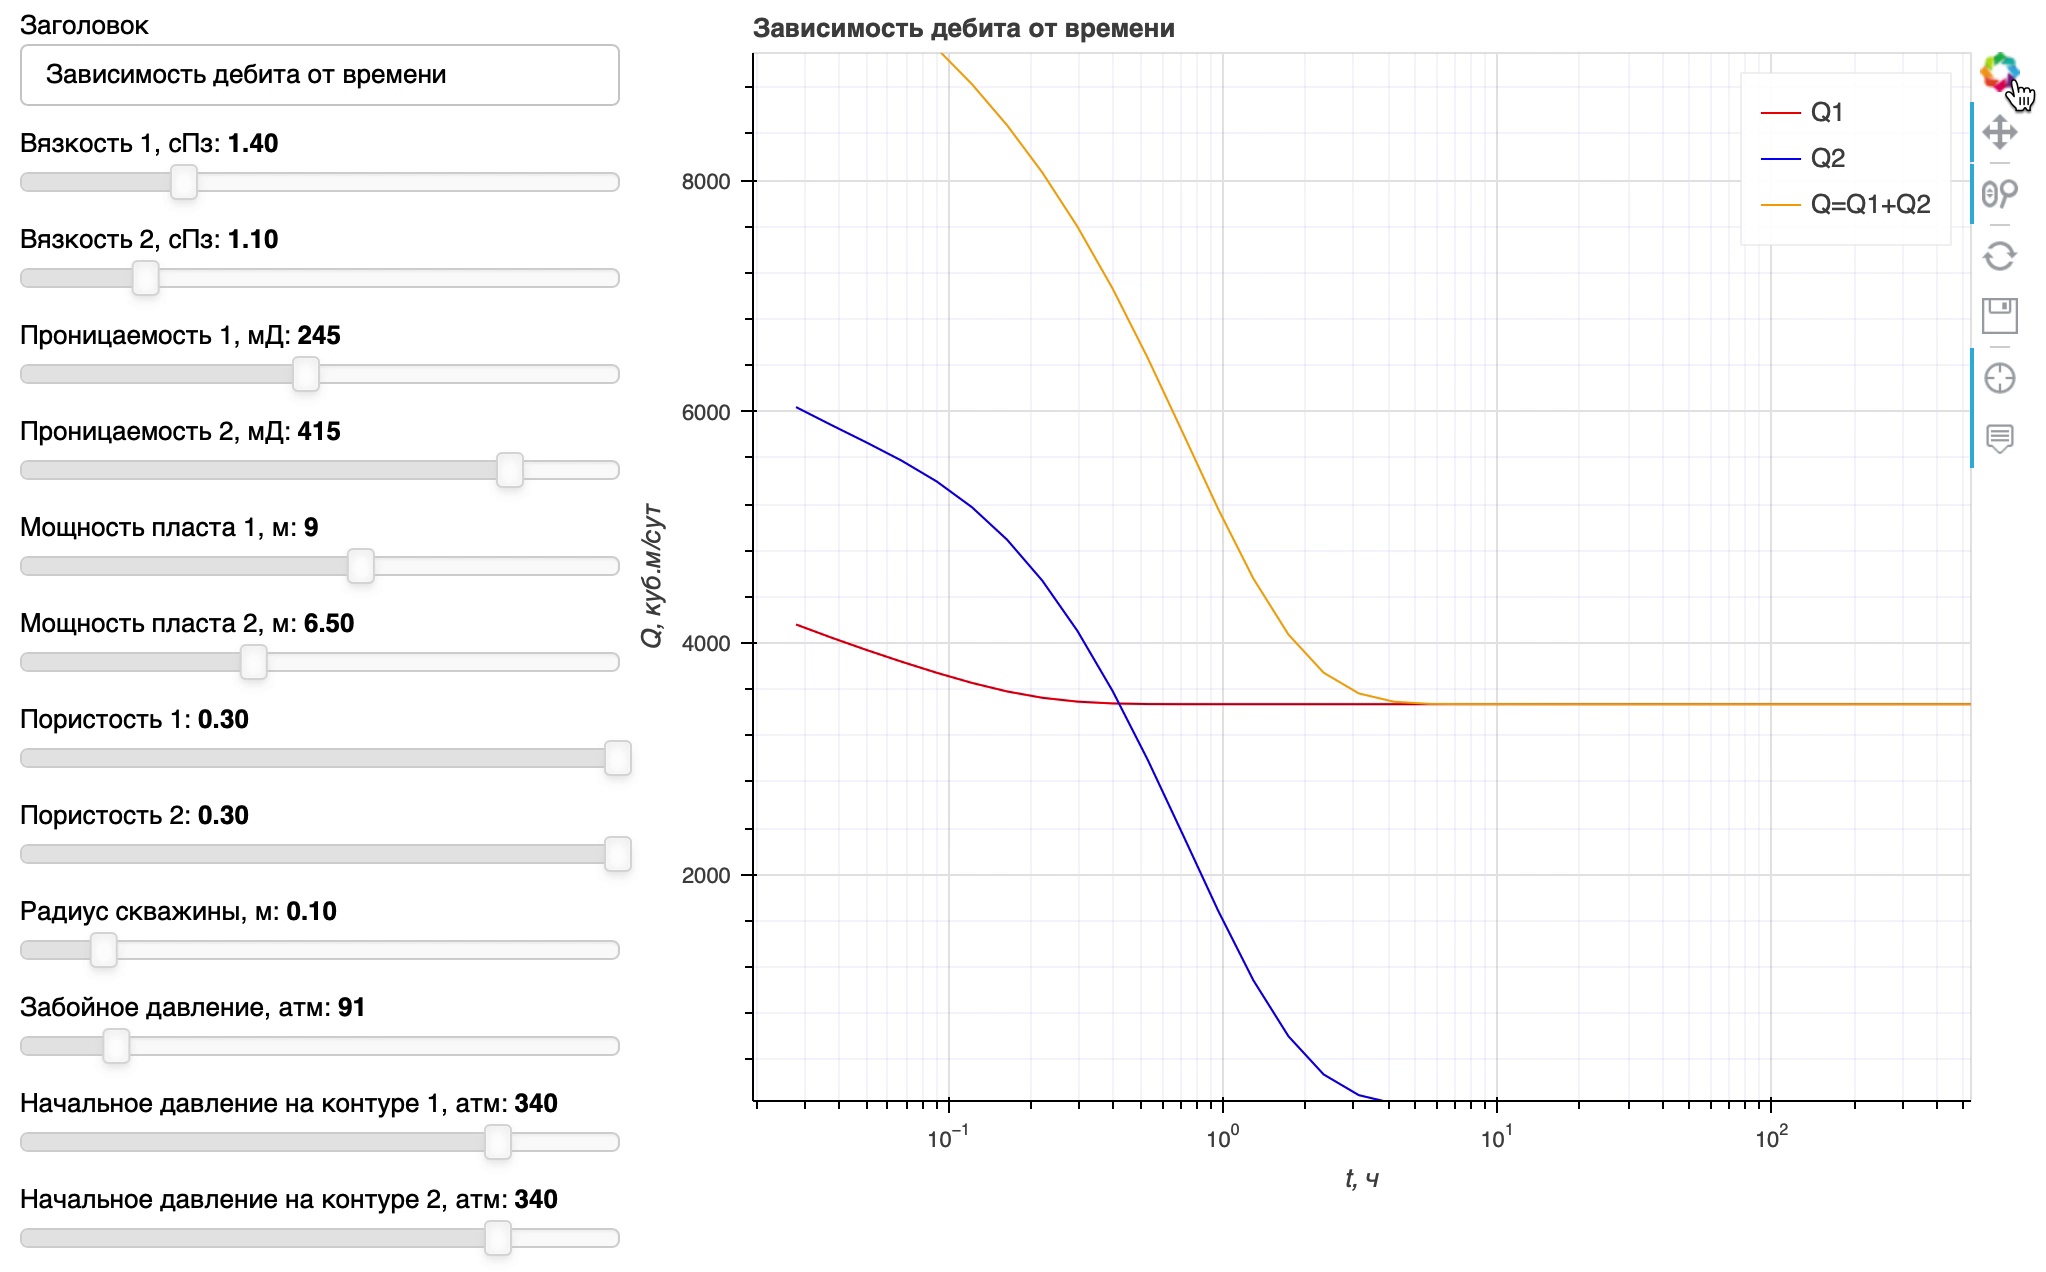 Заголовок
Зависимость дебита от времени
Вязкость 1, сПз: 1.40
Вязкость 2, сПз: 1.10
Проницаемость 1, мД: 245
Проницаемость 2, мД: 415
Мощность пласта 1, м: 9
Мощность пласта 2, м: 6.50
Пористость 1: 0.30
Пористость 2: 0.30
Радиус скважины, м: 0.10
Забойное давление, атм: 91
Начальное давление на контуре 1, атм: 340
Начальное давление на контуре 2, атм: 340
Зависимость дебита от времени
Q1
Q2
Q=Q1+Q2
Q, куб.м/сут
8000
6000
4000
2000
10⁻¹
10⁰
10¹
10²
t, ч